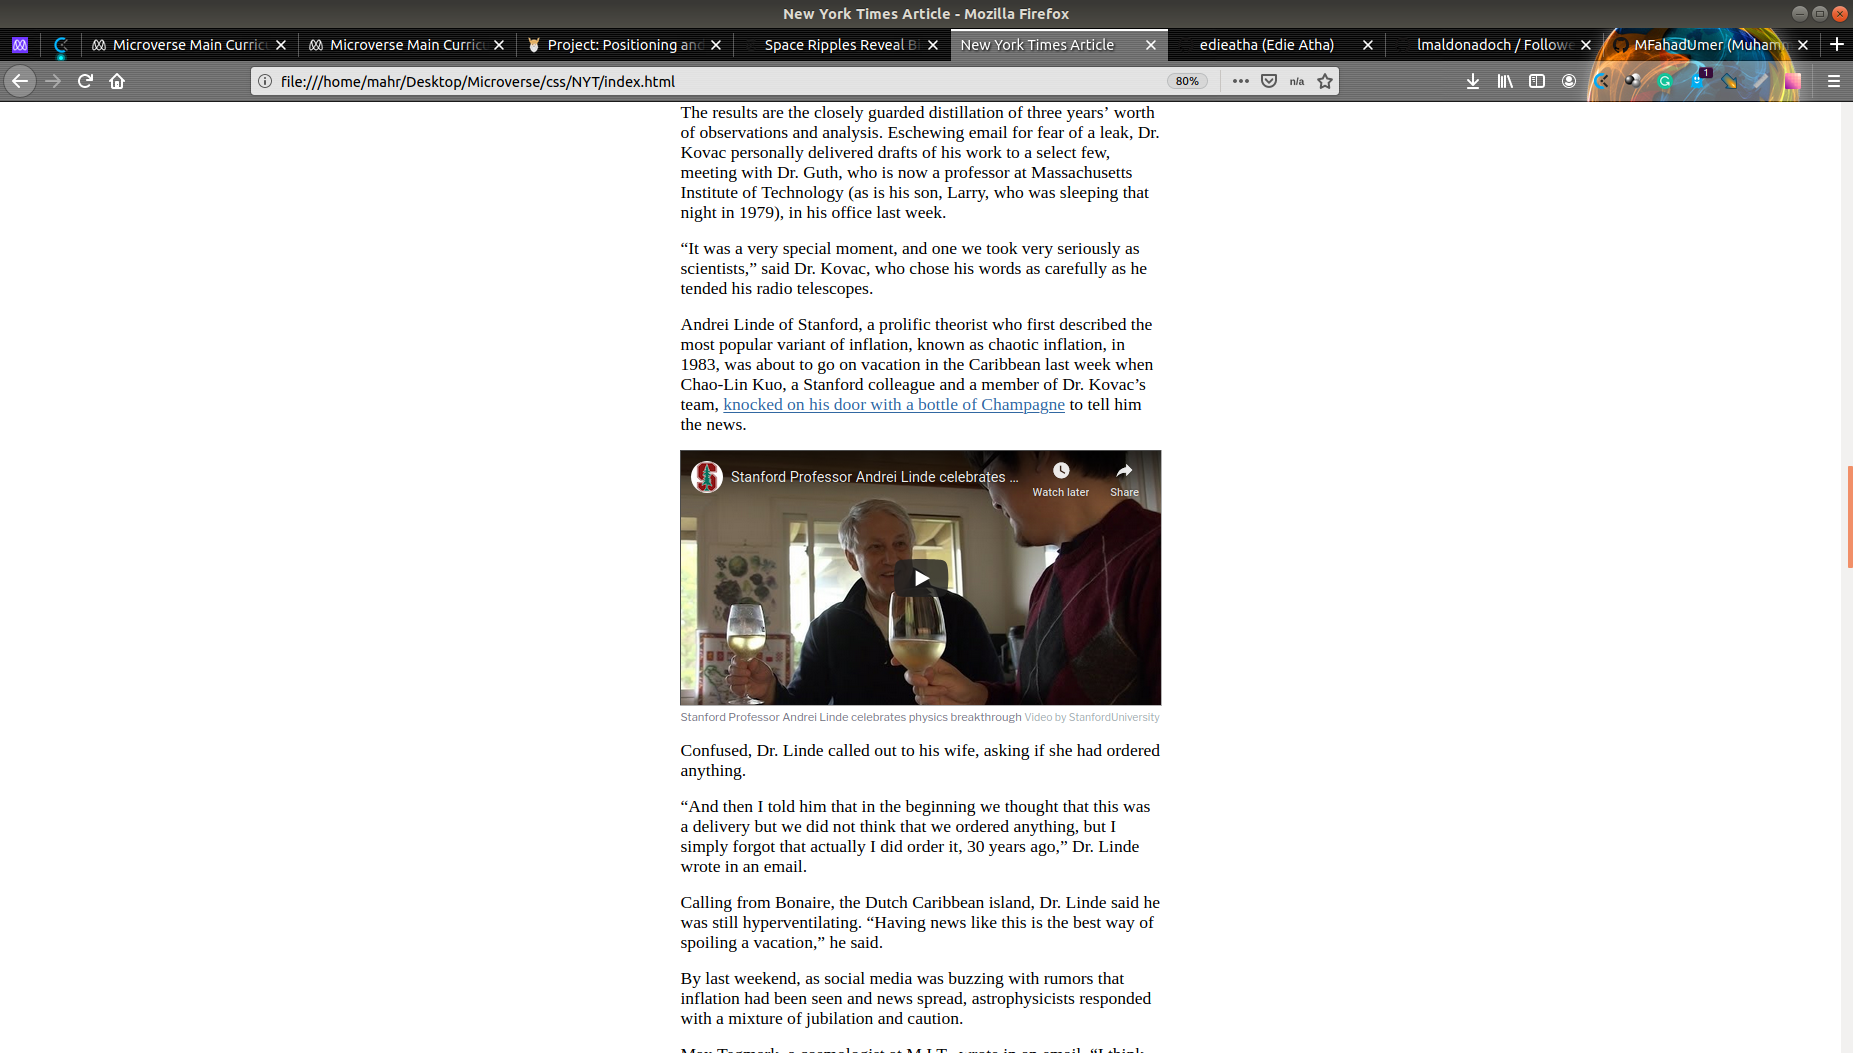 New York Times Article - Mozilla Firefox
Microverse Main Curric
Microverse Main Curric
Project: Positioning and
Space Ripples Reveal Bi
New York Times Article
edieatha (Edie Atha)
lmaldonadoch / Followe
MFahadUmer (Muham
file:///home/mahr/Desktop/Microverse/css/NYT/index.html
80%
n/a
1
The results are the closely guarded distillation of three years’ worth
of observations and analysis. Eschewing email for fear of a leak, Dr.
Kovac personally delivered drafts of his work to a select few,
meeting with Dr. Guth, who is now a professor at Massachusetts
Institute of Technology (as is his son, Larry, who was sleeping that
night in 1979), in his office last week.
“It was a very special moment, and one we took very seriously as
scientists,” said Dr. Kovac, who chose his words as carefully as he
tended his radio telescopes.
Andrei Linde of Stanford, a prolific theorist who first described the
most popular variant of inflation, known as chaotic inflation, in
1983, was about to go on vacation in the Caribbean last week when
Chao-Lin Kuo, a Stanford colleague and a member of Dr. Kovac’s
team, knocked on his door with a bottle of Champagne to tell him
the news.
Stanford Professor Andrei Linde celebrates ...
Watch later
Share
Stanford Professor Andrei Linde celebrates physics breakthrough Video by StanfordUniversity
Confused, Dr. Linde called out to his wife, asking if she had ordered
anything.
“And then I told him that in the beginning we thought that this was
a delivery but we did not think that we ordered anything, but I
simply forgot that actually I did order it, 30 years ago,” Dr. Linde
wrote in an email.
Calling from Bonaire, the Dutch Caribbean island, Dr. Linde said he
was still hyperventilating. “Having news like this is the best way of
spoiling a vacation,” he said.
By last weekend, as social media was buzzing with rumors that
inflation had been seen and news spread, astrophysicists responded
with a mixture of jubilation and caution.
Max Tegmark, a cosmologist at M.I.T., wrote in an email, “I think